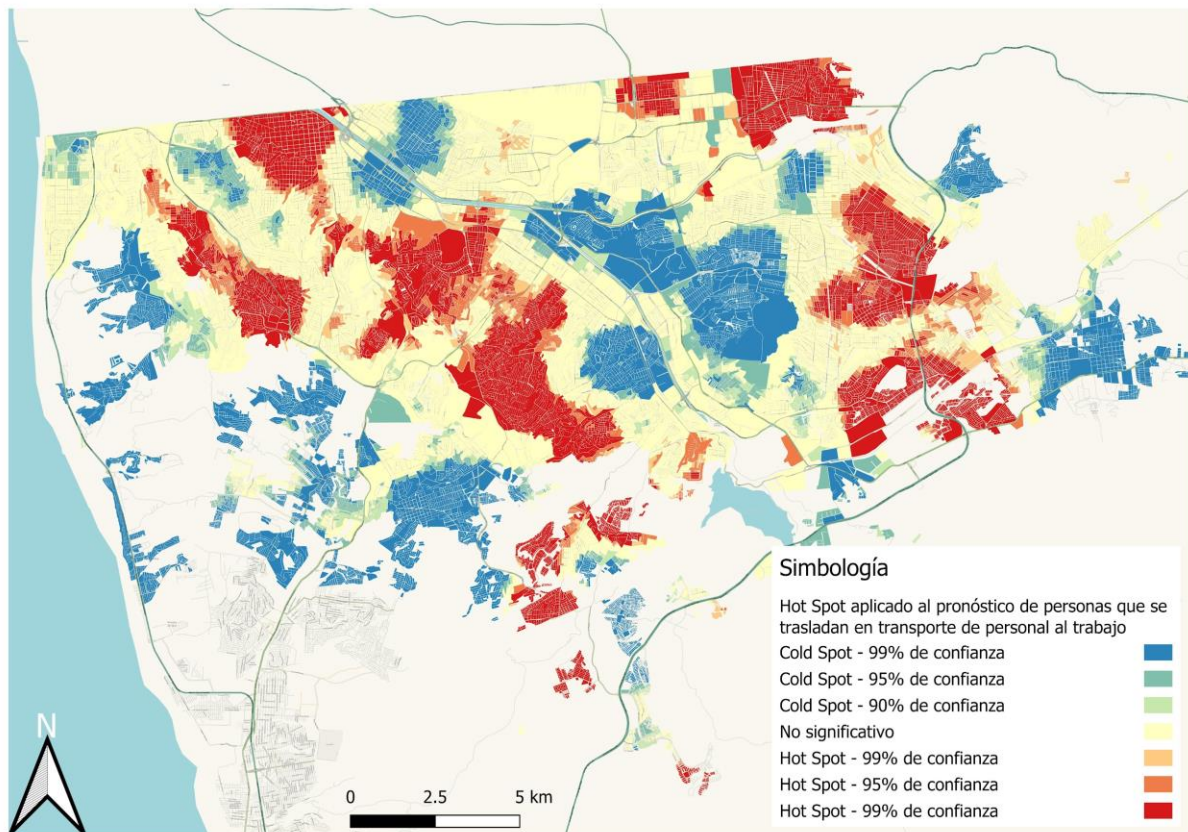 Simbología
Hot Spot aplicado al pronóstico de personas que se
trasladan en transporte de personal al trabajo
Cold Spot - 99% de confianza
Cold Spot - 95% de confianza
Cold Spot - 90% de confianza
No significativo
Hot Spot - 99% de confianza
Hot Spot - 95% de confianza
Hot Spot - 99% de confianza
N
0 2.5 5 km